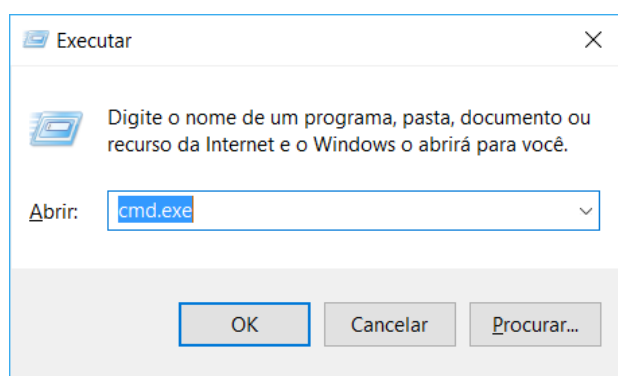 Executar
Digite o nome de um programa, pasta, documento ou
recurso da Internet e o Windows o abrirá para você.
Abrir: cmd.exe
OK Cancelar Procurar...